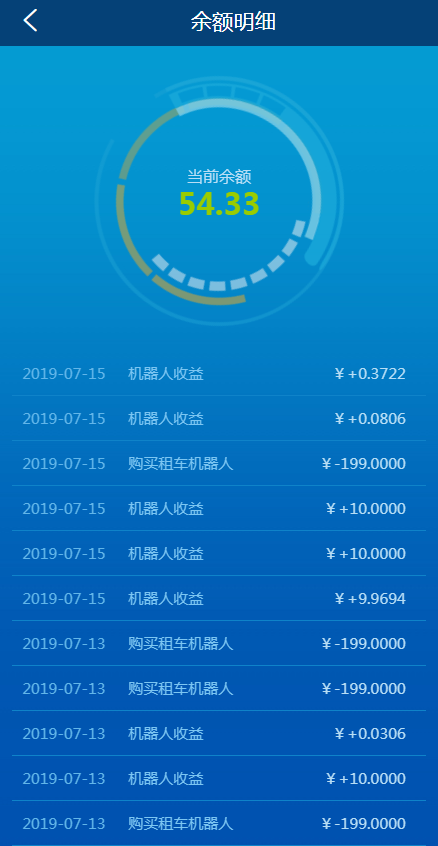 余额明细
当前余额
54.33
2019-07-15 机器人收益 ¥+0.3722
2019-07-15 机器人收益 ¥+0.0806
2019-07-15 购买租车机器人 ¥-199.0000
2019-07-15 机器人收益 ¥+10.0000
2019-07-15 机器人收益 ¥+10.0000
2019-07-15 机器人收益 ¥+9.9694
2019-07-13 购买租车机器人 ¥-199.0000
2019-07-13 购买租车机器人 ¥-199.0000
2019-07-13 机器人收益 ¥+0.0306
2019-07-13 机器人收益 ¥+10.0000
2019-07-13 购买租车机器人 ¥-199.0000